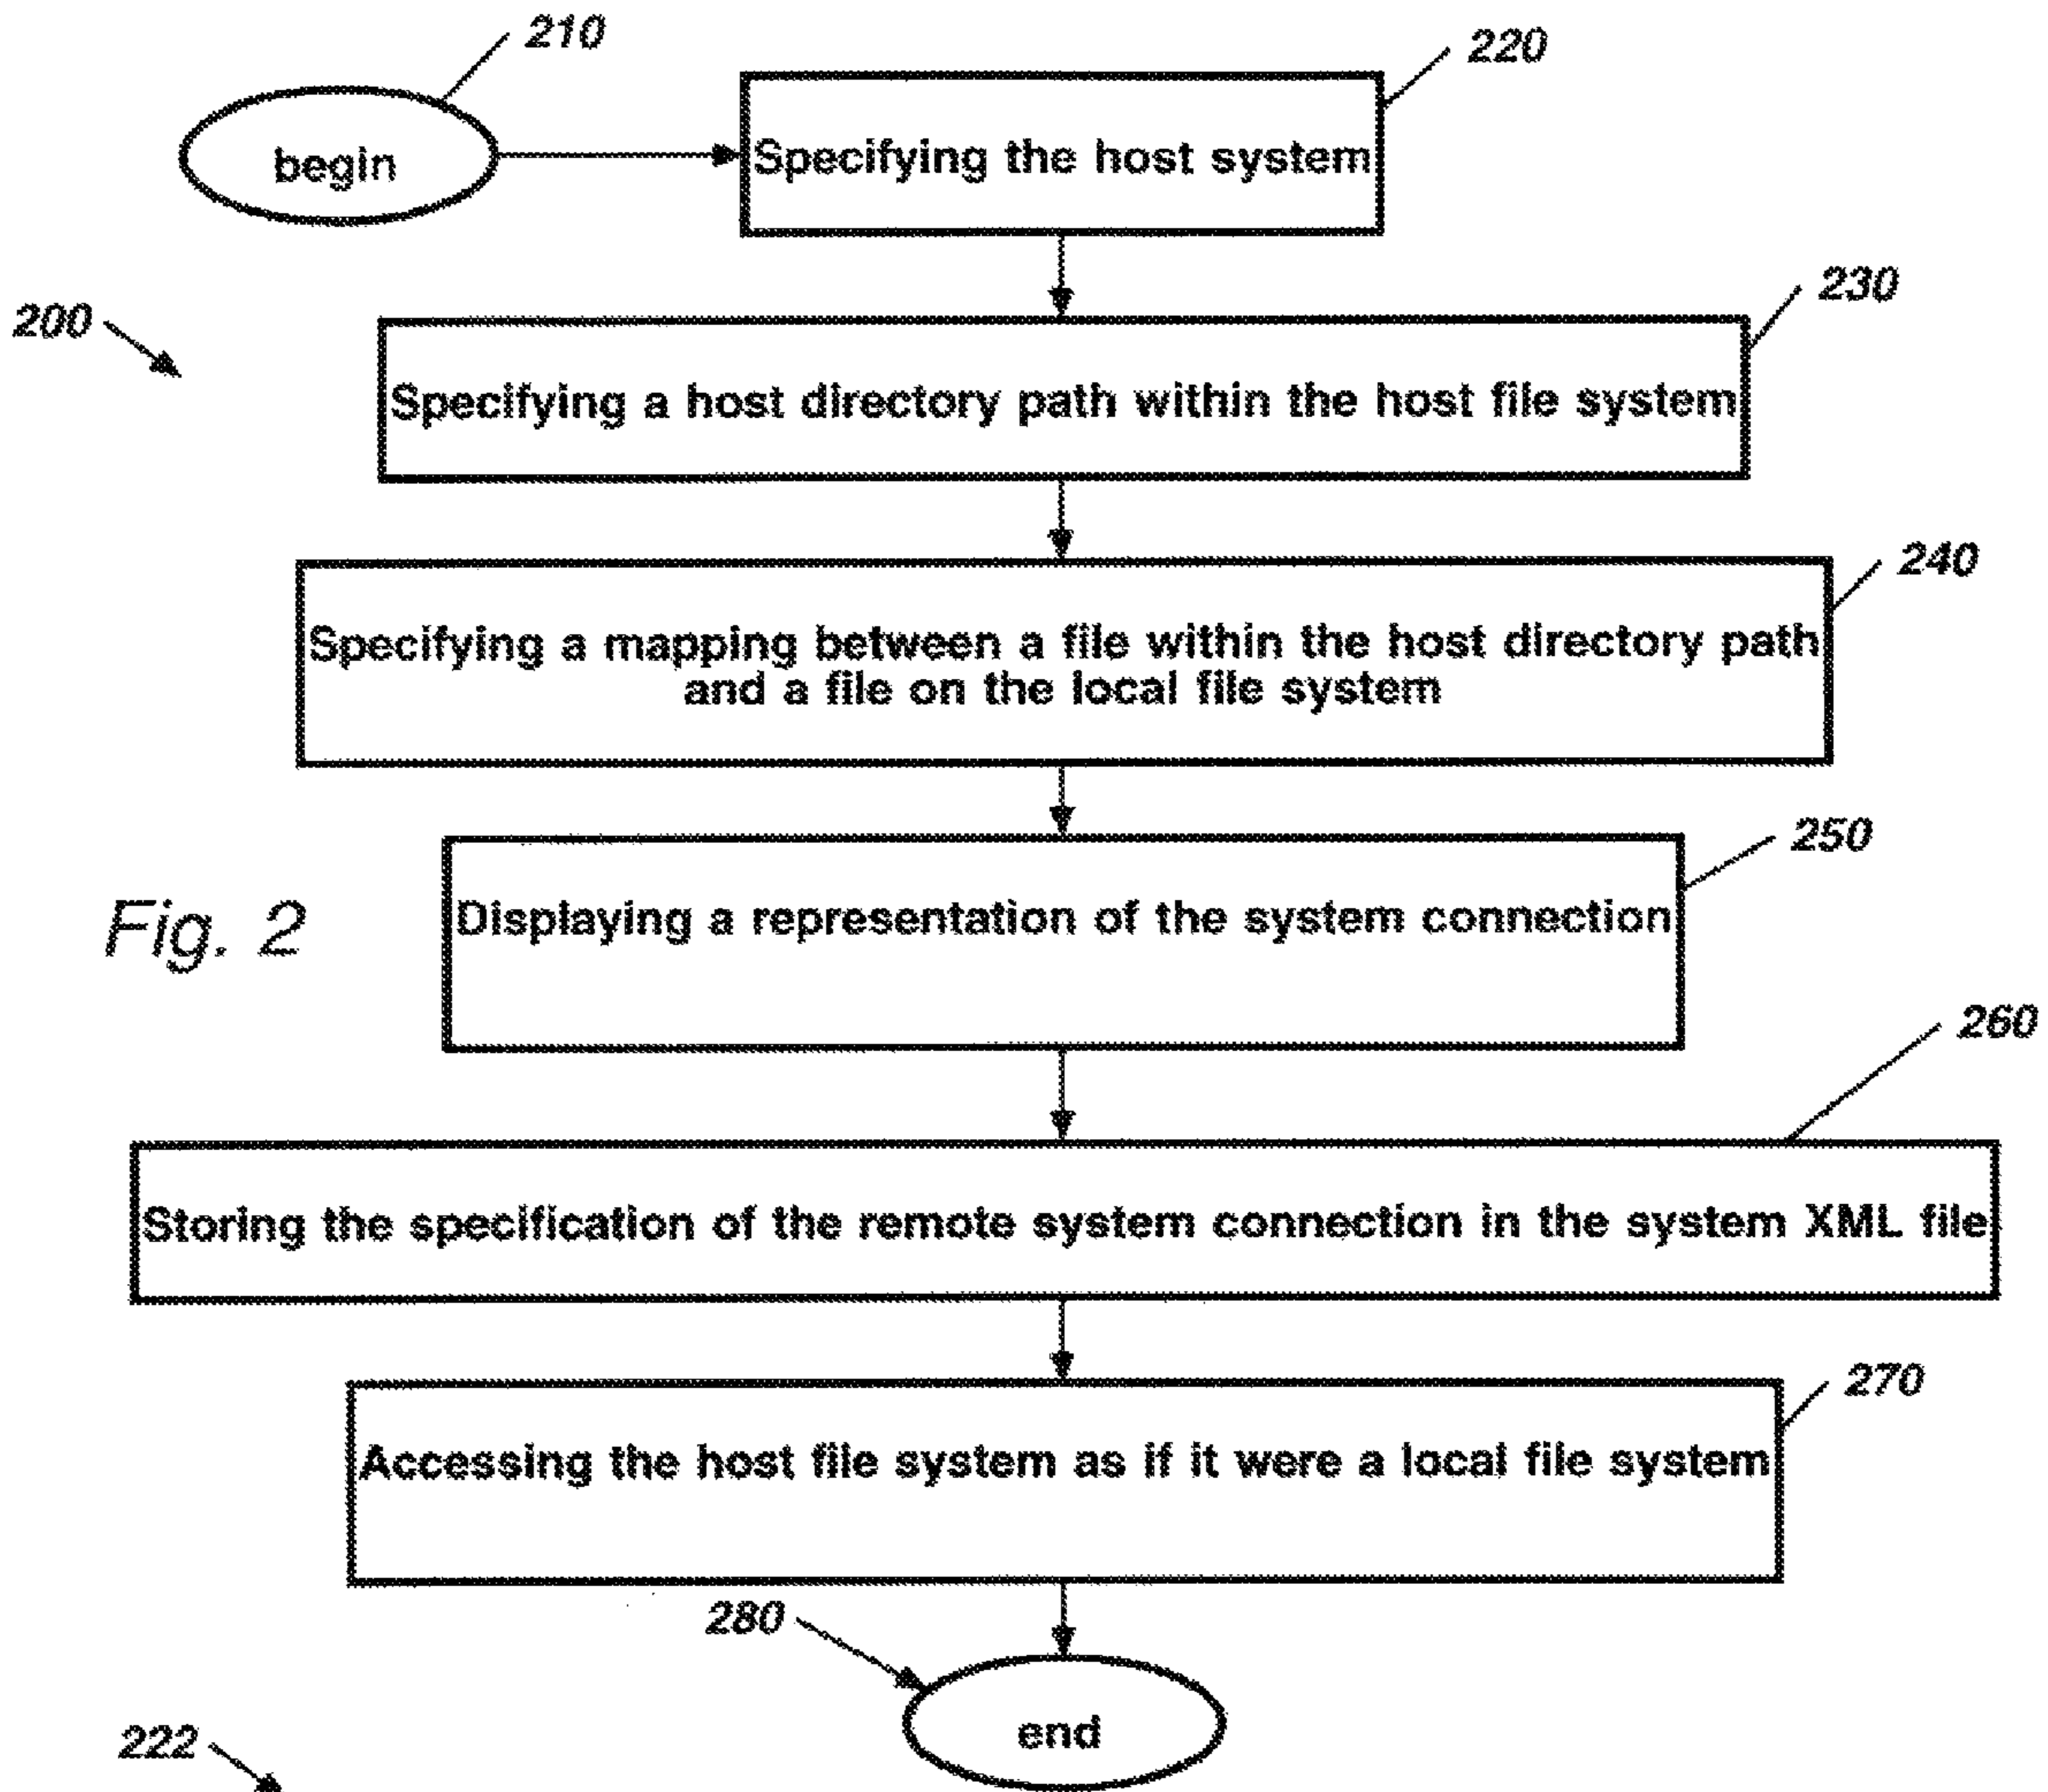 210
220
begin
Specifying the host system
230
200
Specifying a host directory path within the host file system
240
Specifying a mapping between a file within the host directory path
and a file on the local file system
250
Fig. 2
Displaying a representation of the system connection
260
Storing the specification of the remote system connection in the system XML file
270
Accessing the host file system as if it were a local file system
280
end
222